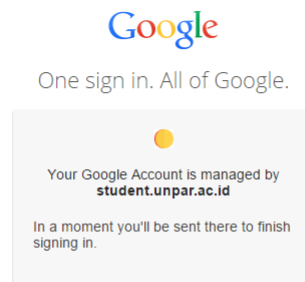 Google
One sign in. All of Google.
Your Google Account is managed by
student.unpar.ac.id
In a moment you'll be sent there to finish
signing in.